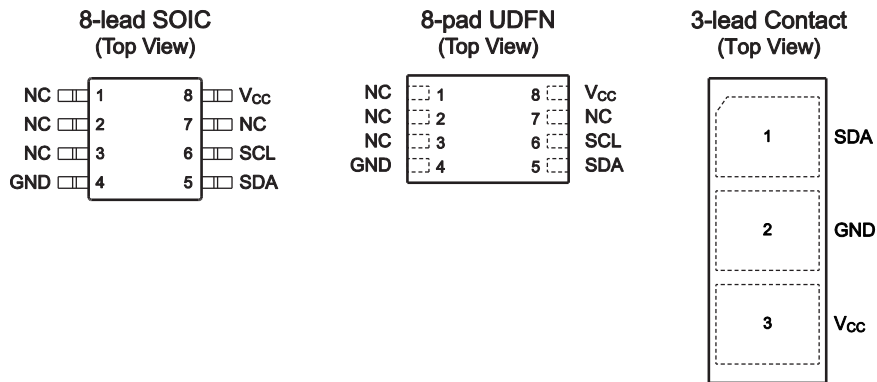 8-lead SOIC
(Top View)
NC 1 8 VCC
NC 2 7 NC
NC 3 6 SCL
GND 4 5 SDA
8-pad UDFN
(Top View)
NC 1 8 VCC
NC 2 7 NC
NC 3 6 SCL
GND 4 5 SDA
3-lead Contact
(Top View)
1 SDA
2 GND
3 VCC